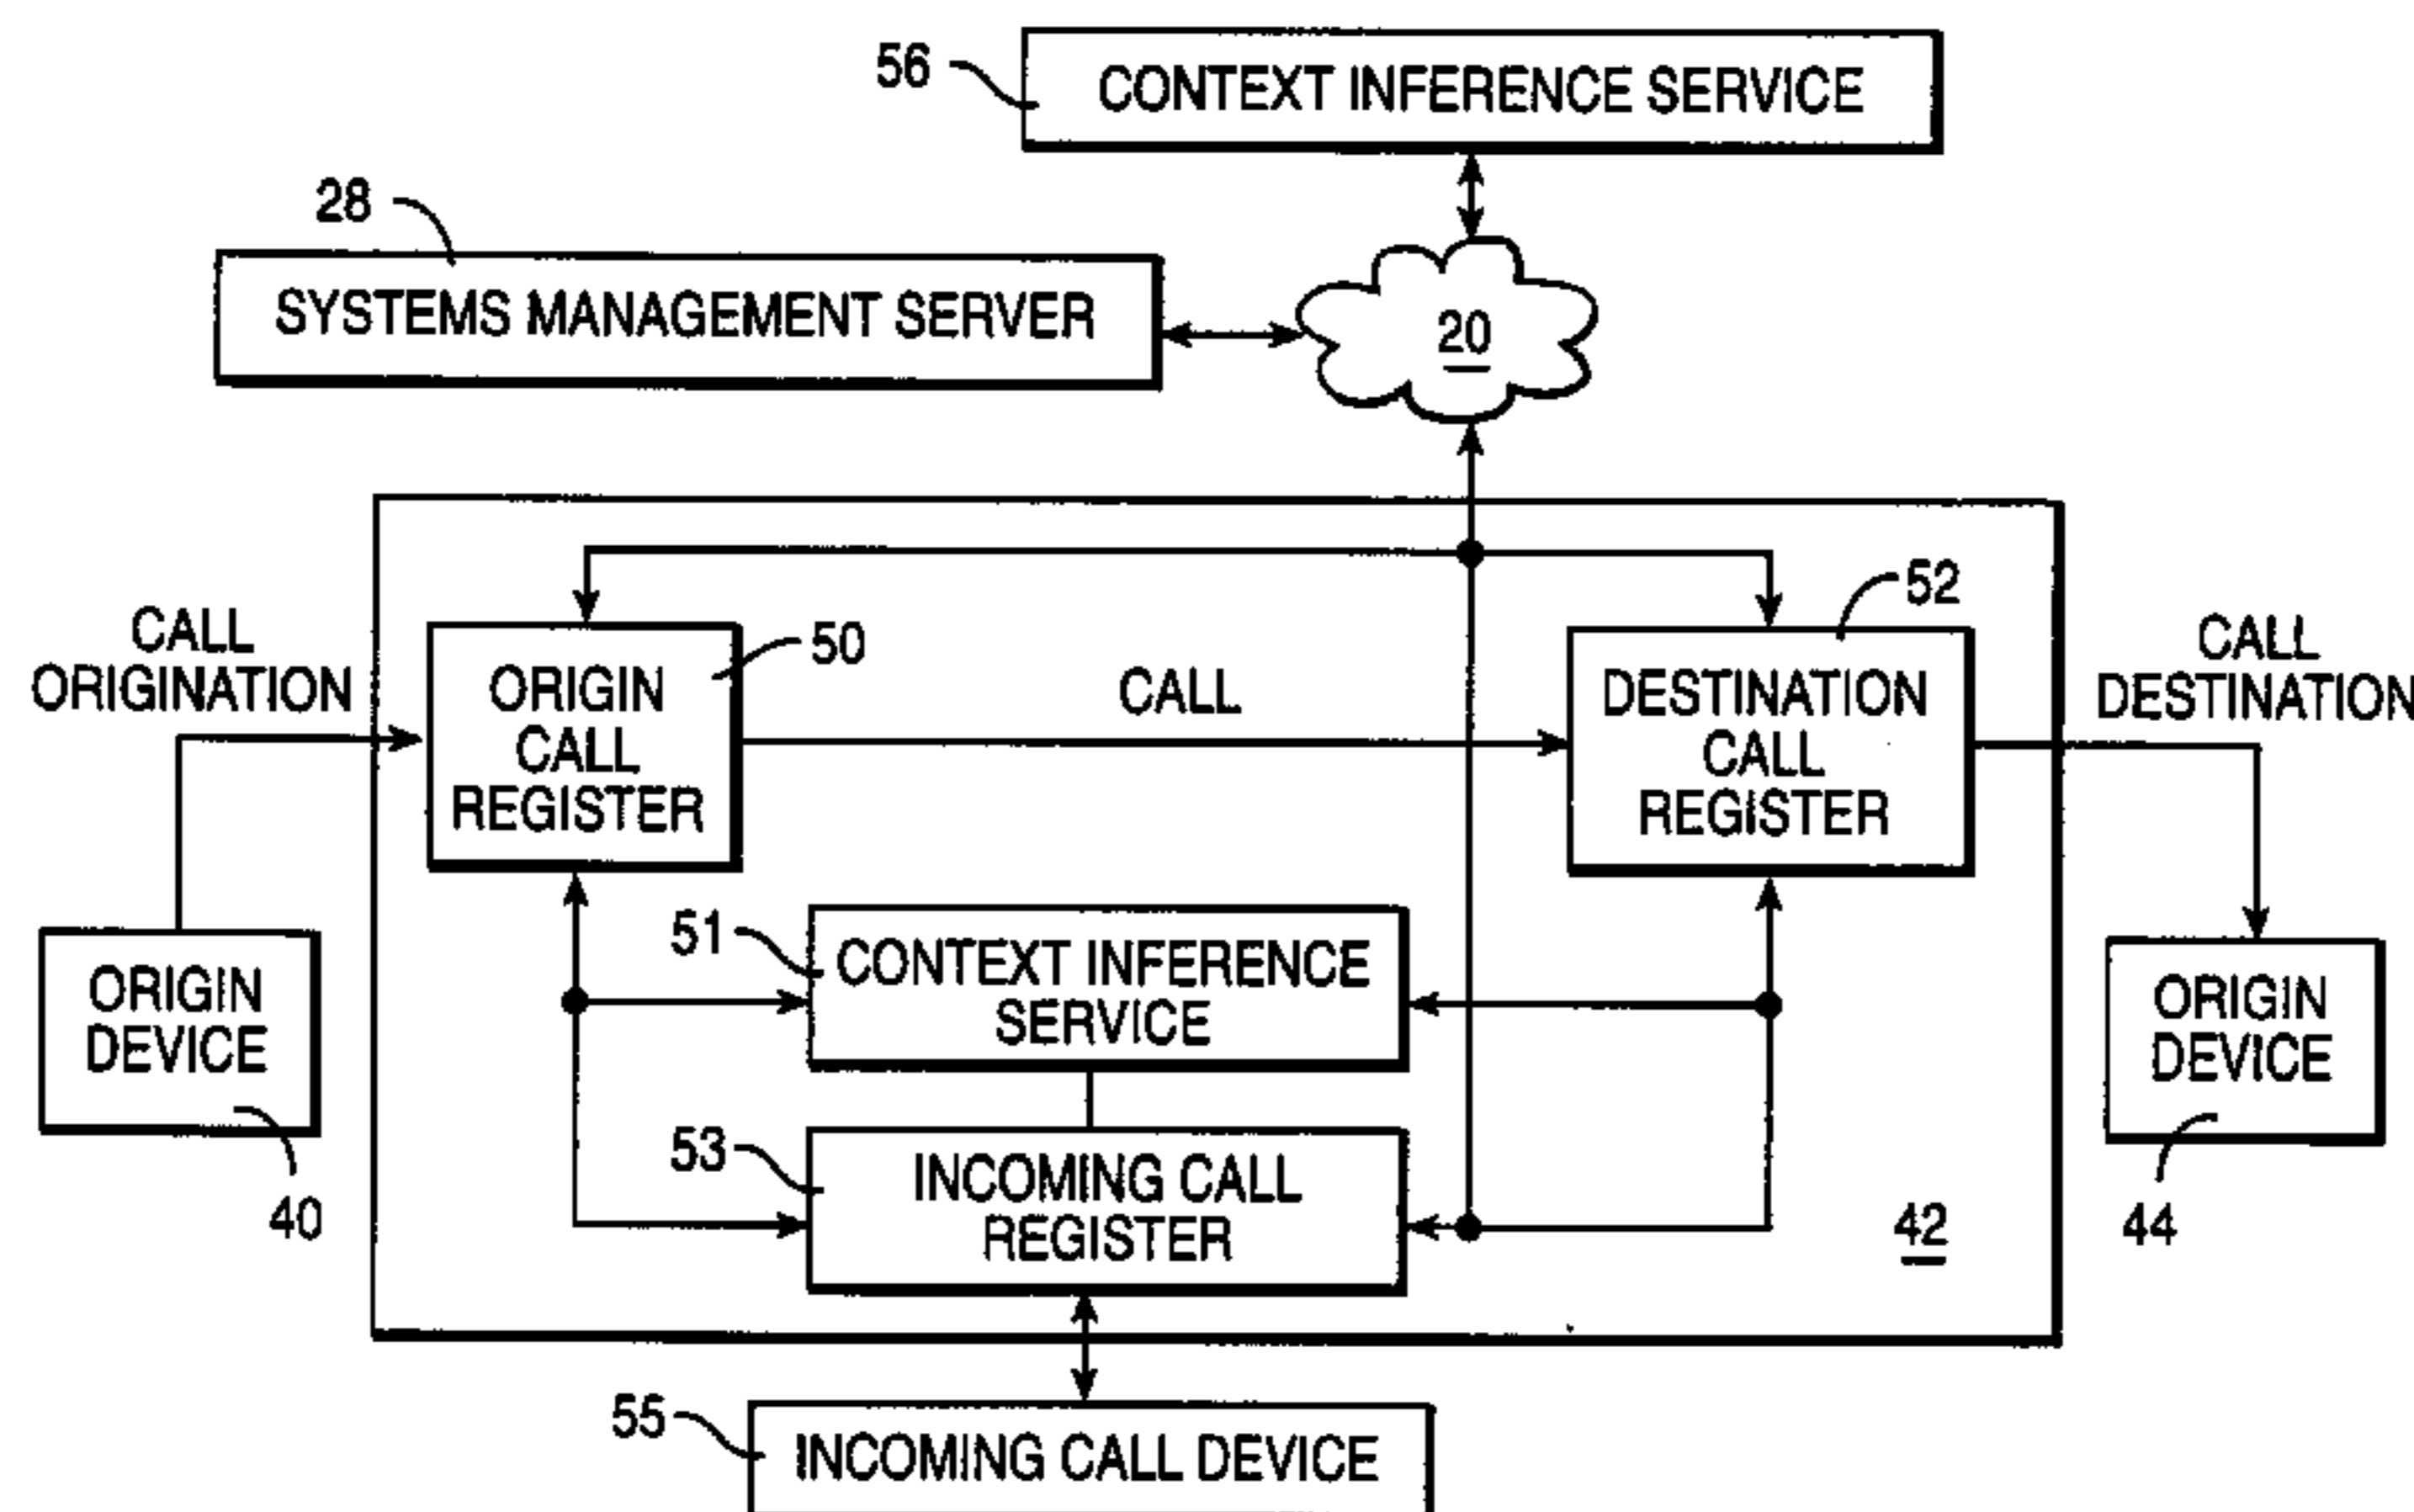 56
CONTEXT INFERENCE SERVICE
28
SYSTEMS MANAGEMENT SERVER
20
CALL
ORIGINATION
50
ORIGIN
CALL
REGISTER
CALL
52
DESTINATION
CALL
REGISTER
CALL
DESTINATION
51
CONTEXT INFERENCE
SERVICE
ORIGIN
DEVICE
40
53
INCOMING CALL
REGISTER
42
ORIGIN
DEVICE
44
55
INCOMING CALL DEVICE